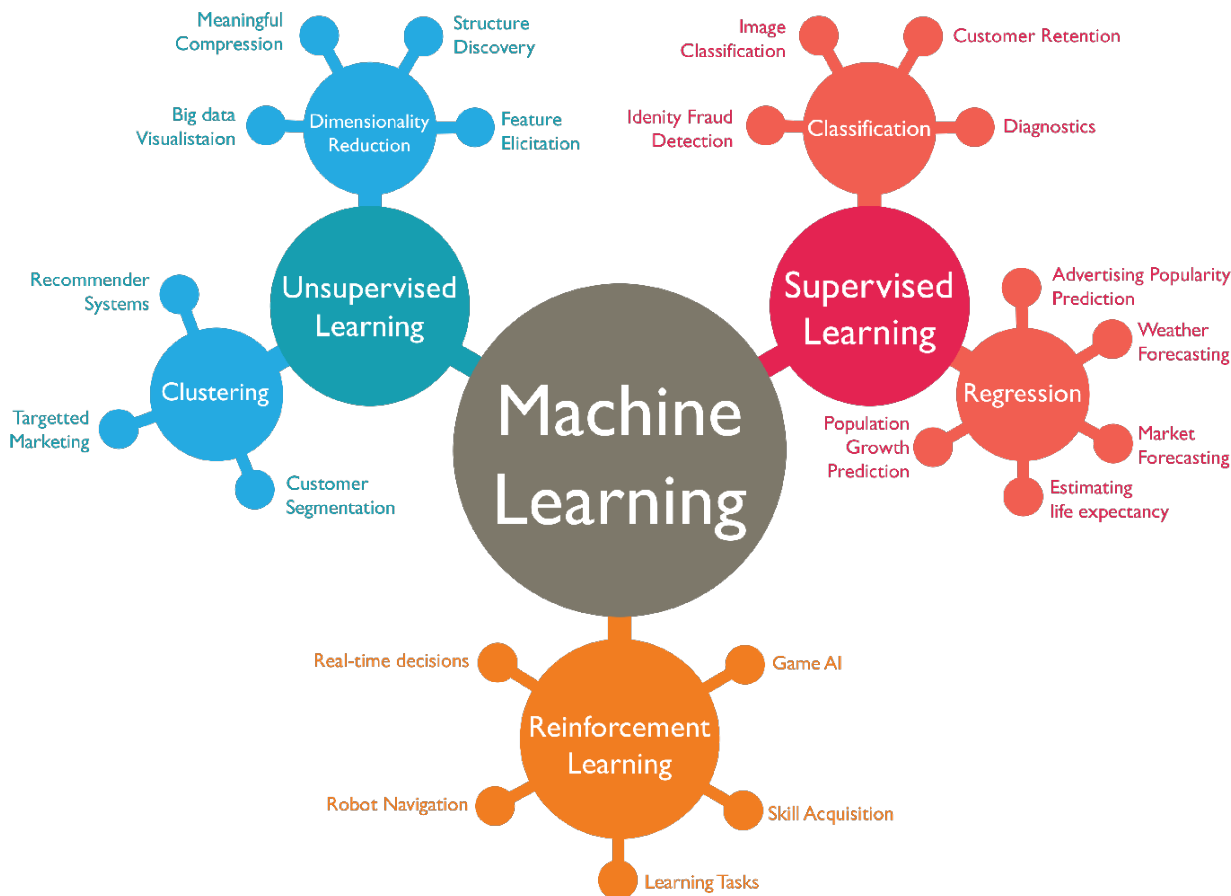 Meaningful
Compression
Structure
Discovery
Big data
Visualistaion
Dimensionality
Reduction
Feature
Elicitation
Unsupervised
Learning
Recommender
Systems
Clustering
Targetted
Marketing
Customer
Segmentation
Image
Classification
Customer Retention
Idenity Fraud
Detection
Classification
Diagnostics
Supervised
Learning
Advertising Popularity
Prediction
Weather
Forecasting
Regression
Population
Growth
Prediction
Market
Forecasting
Estimating
life expectancy
Machine
Learning
Real-time decisions
Game AI
Reinforcement
Learning
Robot Navigation
Skill Acquisition
Learning Tasks